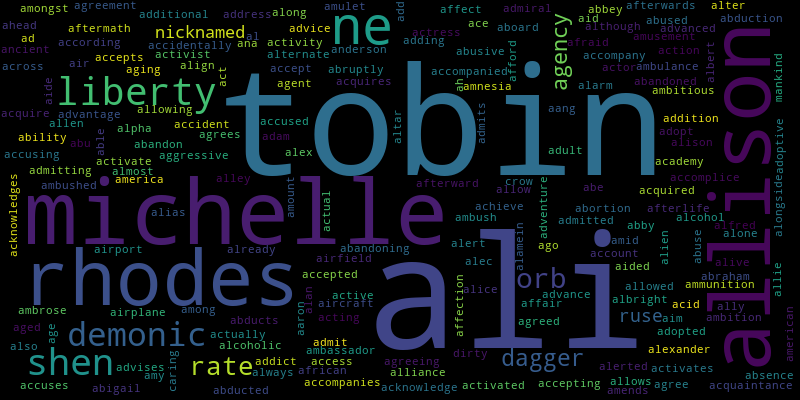 amongst agreement additional address along amulet add affect admiral abbey afterwards alter
ahead aftermath nicknamed al ne advice ace aboard agency aid abused abduction
ad according accidentally ana activity adding actress although advanced
ancient accepts activist alternate anderson abusive afford afraid amusement
across air aging align act accept abruptly accompanied accompany action albert
aide liberty agent acquires ah amnesia actor ambulance abandoned mankind
acquire advantage allowing tobin alarm ambitious allison
allen alpha accident accused altar admits aang addition
ability able abu agrees adam adopt alison
accusing abandon aggressive alex adult academy
admitting activate almost crow accomplice adoptive
acknowledges ambushed america alley amount afterward allow abe acquired
michelle actual achieve adventure abortion afterlife
alias ambush admitted abby alcohol alfred alongside
airport already abandoning alert alamein ago amid alien abuse alone
rhodes airfield accepted alec ali account alive
aided abraham allie
orb
ambrose airplane among alan active aircraft affection alice affair advance allowed ammunition
abducts aaron acting agreed albright acid ally
aged age demonic actually admit ruse aim ambition
also alcoholic ambassador dirty adopted american
shen advises caring rate addict access agreeing dagger alexander
amy always african alliance alerted activates absence
accuses abigail abducted accompanies acknowledge activated accepting allows agree acquaintance
amends